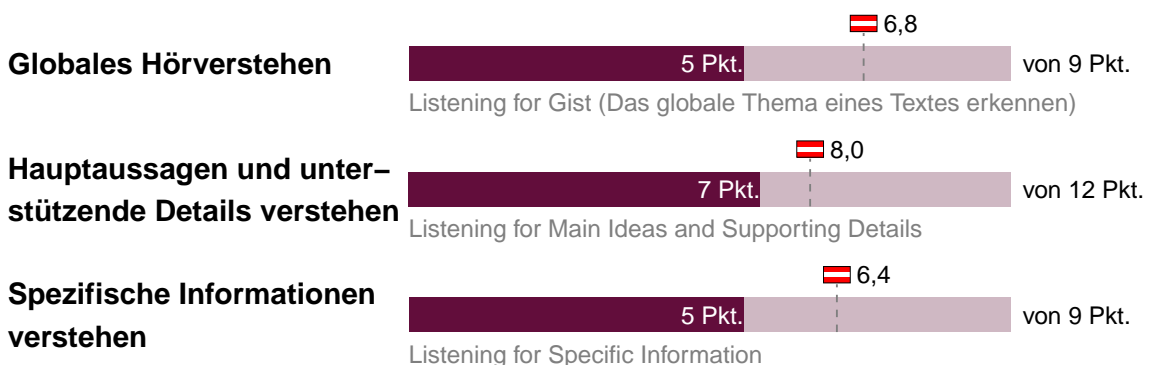 6,8
Globales Hörverstehen
5 Pkt.
von 9 Pkt.
Listening for Gist (Das globale Thema eines Textes erkennen)
8,0
Hauptaussagen und unter–
stützende Details verstehen
7 Pkt.
von 12 Pkt.
Listening for Main Ideas and Supporting Details
6,4
Spezifische Informationen
verstehen
5 Pkt.
von 9 Pkt.
Listening for Specific Information